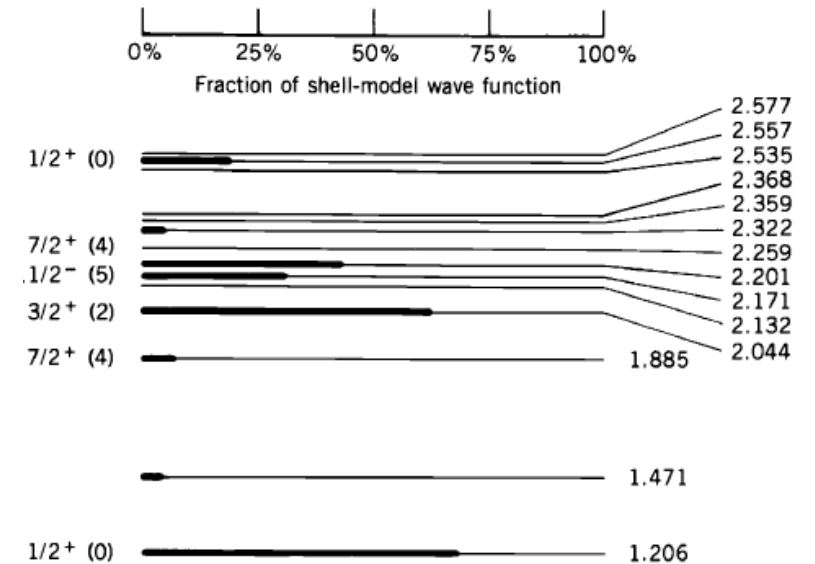 0% 25% 50% 75% 100%
Fraction of shell-model wave function
2.577
1/2+ (0) 2.557
2.535
2.368
2.359
2.322
7/2+ (4) 2.259
2.201
.1/2- (5) 2.171
2.132
3/2+ (2) 2.044
7/2+ (4) 1.885
1.471
1/2+ (0) 1.206